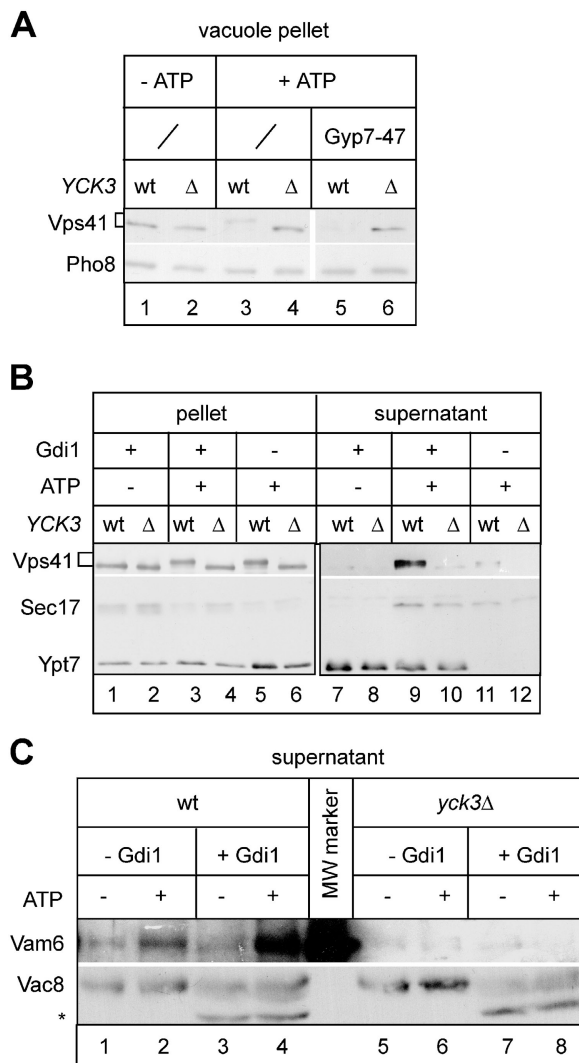 A
vacuole pellet
- ATP + ATP
/ / Gyp7-47
YCK3 wt Δ wt Δ wt Δ
Vps41
Pho8
1 2 3 4 5 6
B
pellet supernatant
Gdi1 + + - + + -
ATP - + + - + +
YCK3 wt Δ wt Δ wt Δ wt Δ wt Δ wt Δ
Vps41
Sec17
Ypt7
1 2 3 4 5 6 7 8 9 10 11 12
C
supernatant
wt MW marker yck3Δ
- Gdi1 + Gdi1 - Gdi1 + Gdi1
ATP - + - + - + - +
Vam6
Vac8
*
1 2 3 4 5 6 7 8